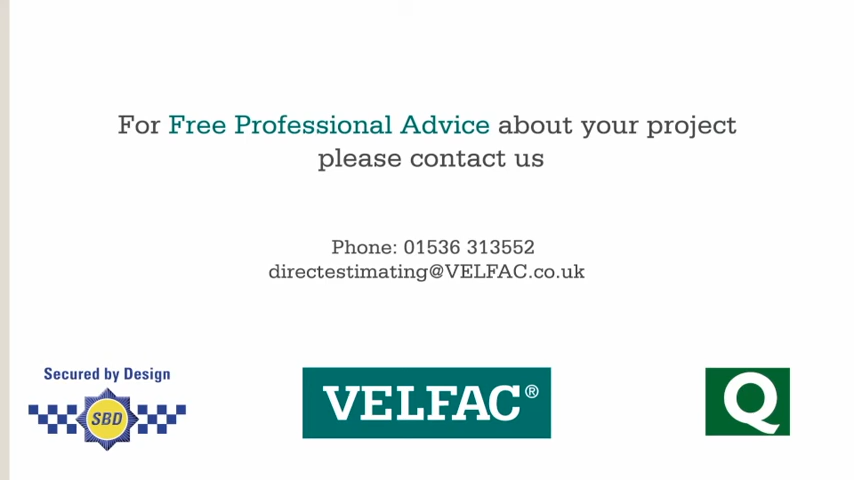 For Free Professional Advice about your project
please contact us
Phone: 01536 313552
directestimating@VELFAC.co.uk
Secured by Design
SBD
VELFAC®
Q